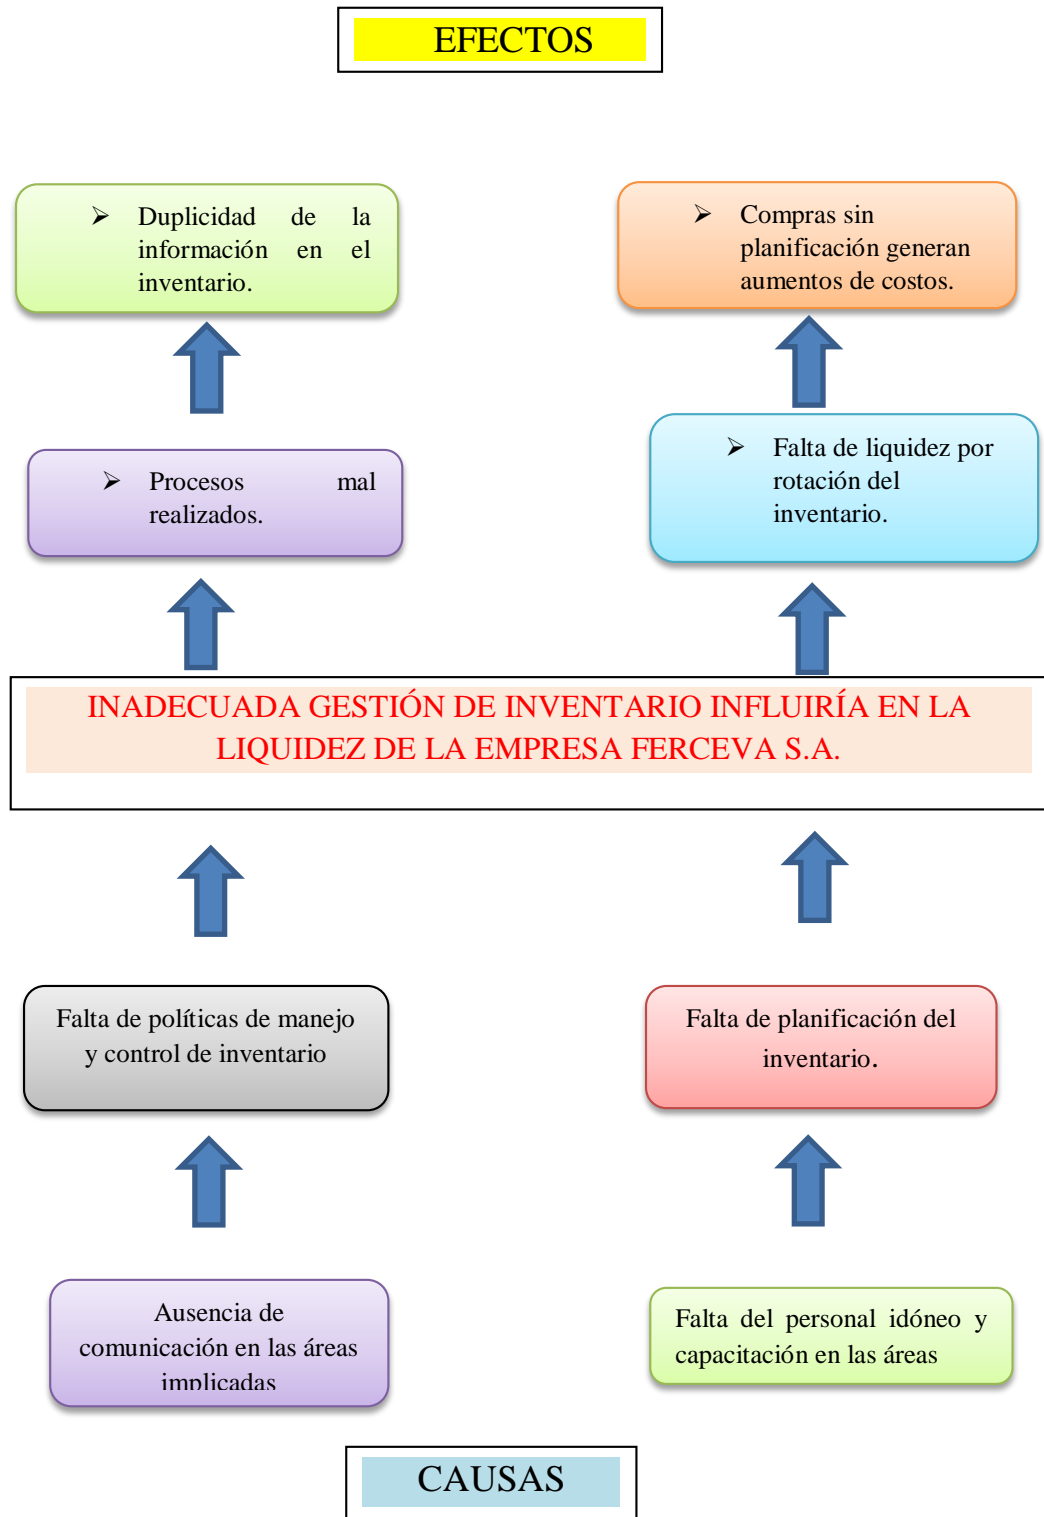 EFECTOS
➢ Duplicidad de la
información en el
inventario.
➢ Compras sin
planificación generan
aumentos de costos.
➢ Procesos mal
realizados.
➢ Falta de liquidez por
rotación del
inventario.
INADECUADA GESTIÓN DE INVENTARIO INFLUIRÍA EN LA
LIQUIDEZ DE LA EMPRESA FERCEVA S.A.
Falta de políticas de manejo
y control de inventario
Falta de planificación del
inventario.
Ausencia de
comunicación en las áreas
implicadas
Falta del personal idóneo y
capacitación en las áreas
CAUSAS